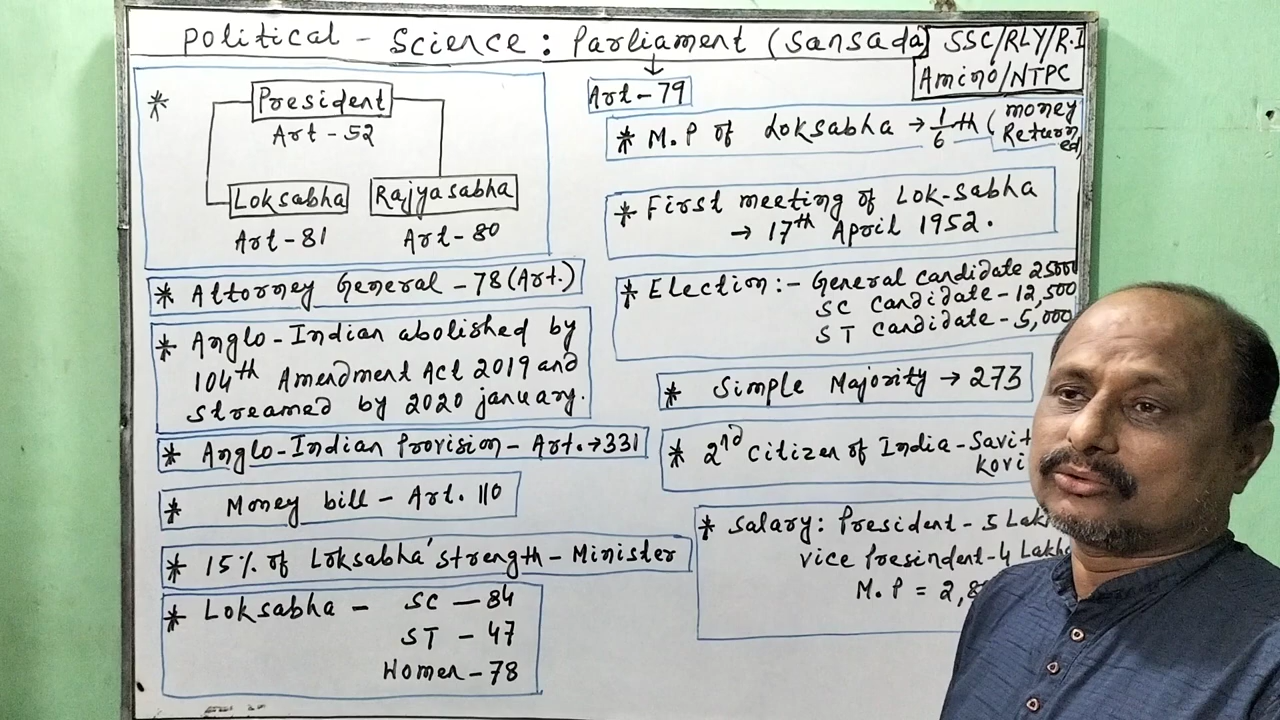 Political - Science : Parliament (Sansada)
SSC/RLY/R.I
Amino/NTPC
Art - 79
* President
Art - 52
Loksabha
Rajyasabha
Art - 81
Art - 80
* Attorney General - 78 (Art.)
* Anglo - Indian abolished by
104th Amendment Act 2019 and
streamed by 2020 january.
* Anglo-Indian Provision - Art. → 331
* Money bill - Art. 110
* 15% of Loksabha's strength - Minister
* Loksabha - SC - 84
ST - 47
Women - 78
* M.P of Loksabha → 1/6 th (money
Returned)
* First meeting of Lok-Sabha
→ 17th April 1952.
* Election :- General candidate 25000
SC candidate - 12,500
ST candidate - 5,000
* Simple Majority → 273
* 2nd Citizen of India - Savit
kovi
* Salary : President - 5 Lakh
vice Presindent - 4 Lakhs
M.P = 2,8